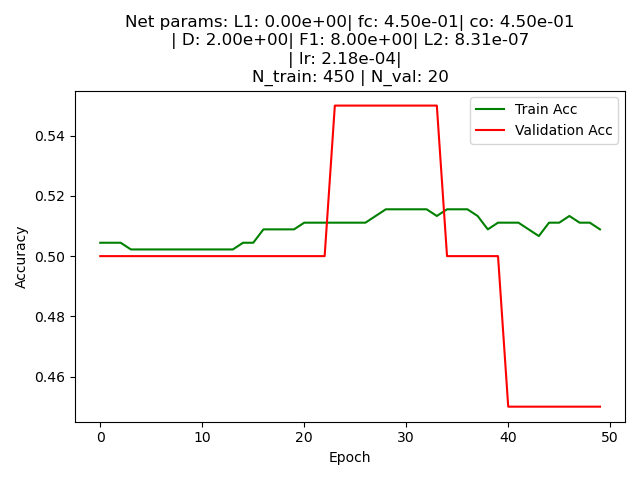 Net params: L1: 0.00e+00| fc: 4.50e-01| co: 4.50e-01
| D: 2.00e+00| F1: 8.00e+00| L2: 8.31e-07
| lr: 2.18e-04|
N_train: 450 | N_val: 20
Train Acc
Validation Acc
0.54
0.52
0.50
0.48
0.46
Accuracy
0 10 20 30 40 50
Epoch